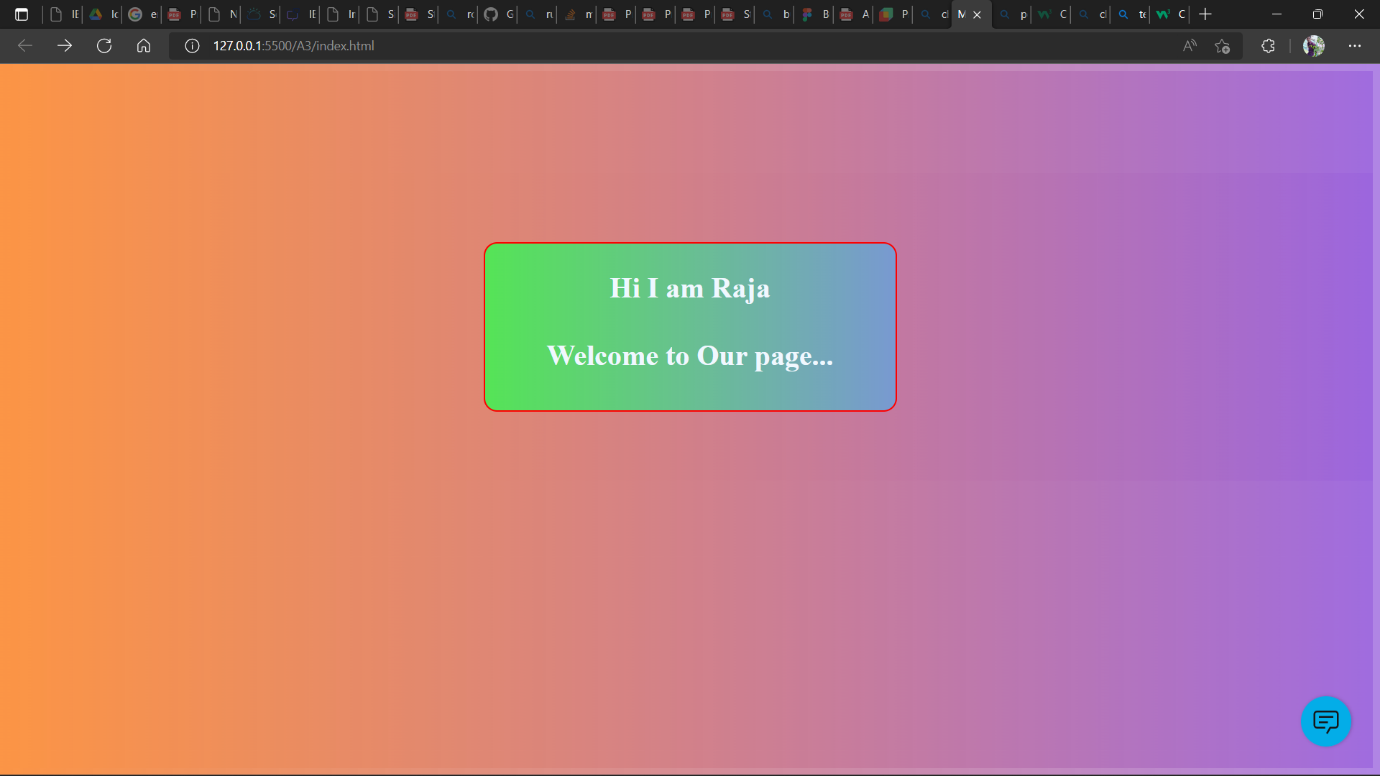 127.0.0.1:5500/A3/index.html
Hi I am Raja
Welcome to Our page...